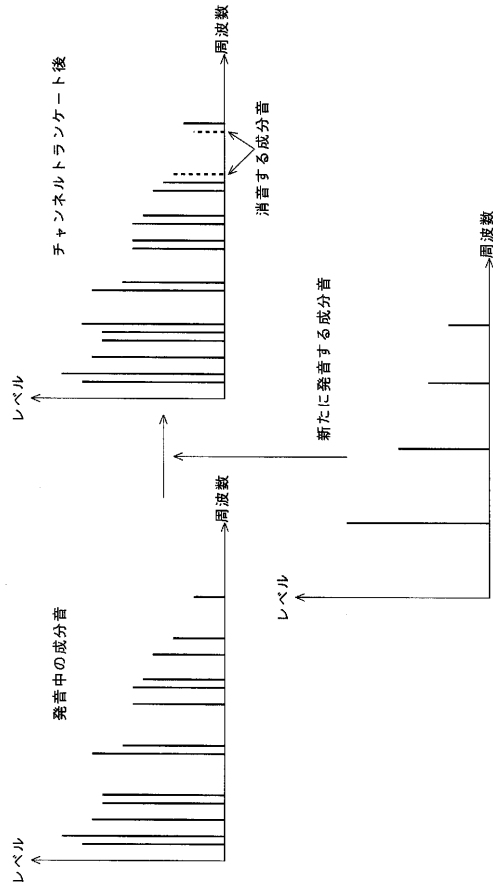 発音中の成分音
レベル
周波数
チャンネルトランケート後
レベル
周波数
消音する成分音
新たに発音する成分音
レベル
周波数